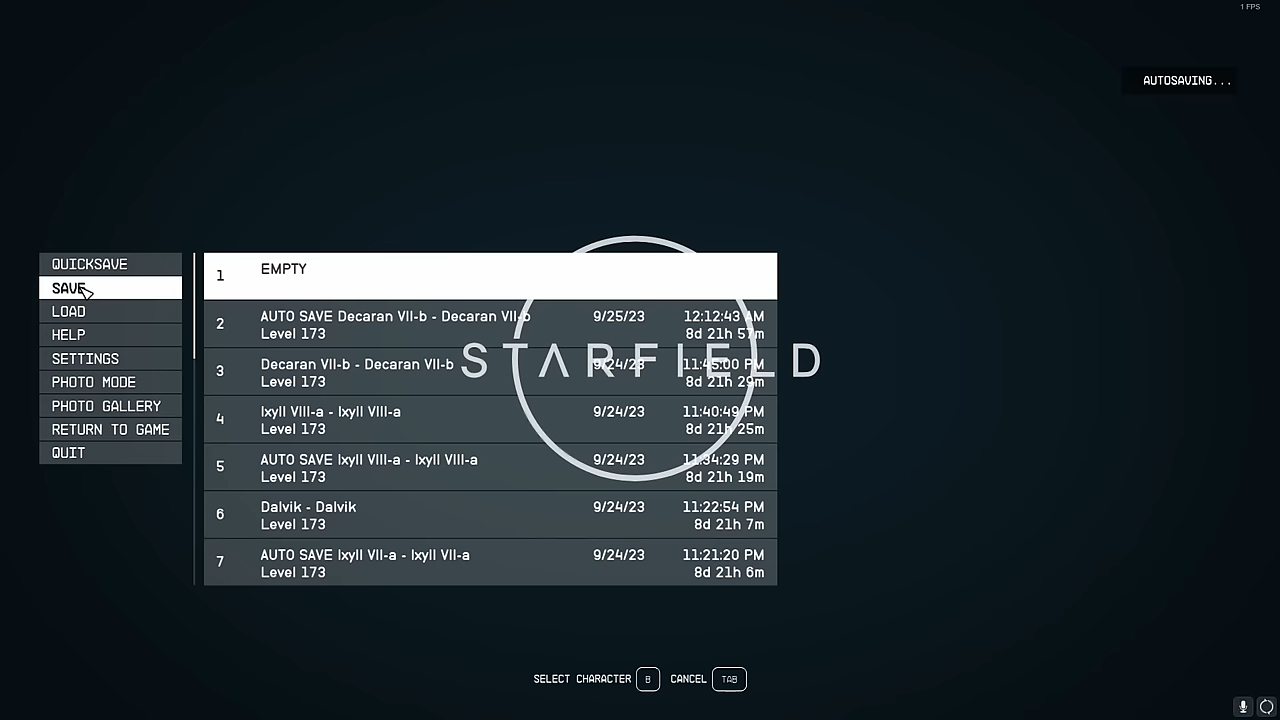 1 FPS
AUTOSAVING...
QUICKSAVE
SAVE
LOAD
HELP
SETTINGS
PHOTO MODE
PHOTO GALLERY
RETURN TO GAME
QUIT
1 EMPTY
2 AUTO SAVE Decaran VII-b - Decaran VII-b 9/25/23 12:12:43 AM
Level 173 8d 21h 57m
3 Decaran VII-b - Decaran VII-b 9/24/23 11:45:00 PM
Level 173 8d 21h 29m
4 Ixyll VIII-a - Ixyll VIII-a 9/24/23 11:40:49 PM
Level 173 8d 21h 25m
5 AUTO SAVE Ixyll VIII-a - Ixyll VIII-a 9/24/23 11:34:29 PM
Level 173 8d 21h 19m
6 Dalvik - Dalvik 9/24/23 11:22:54 PM
Level 173 8d 21h 7m
7 AUTO SAVE Ixyll VII-a - Ixyll VII-a 9/24/23 11:21:20 PM
Level 173 8d 21h 6m
STARFIELD
SELECT CHARACTER B CANCEL TAB